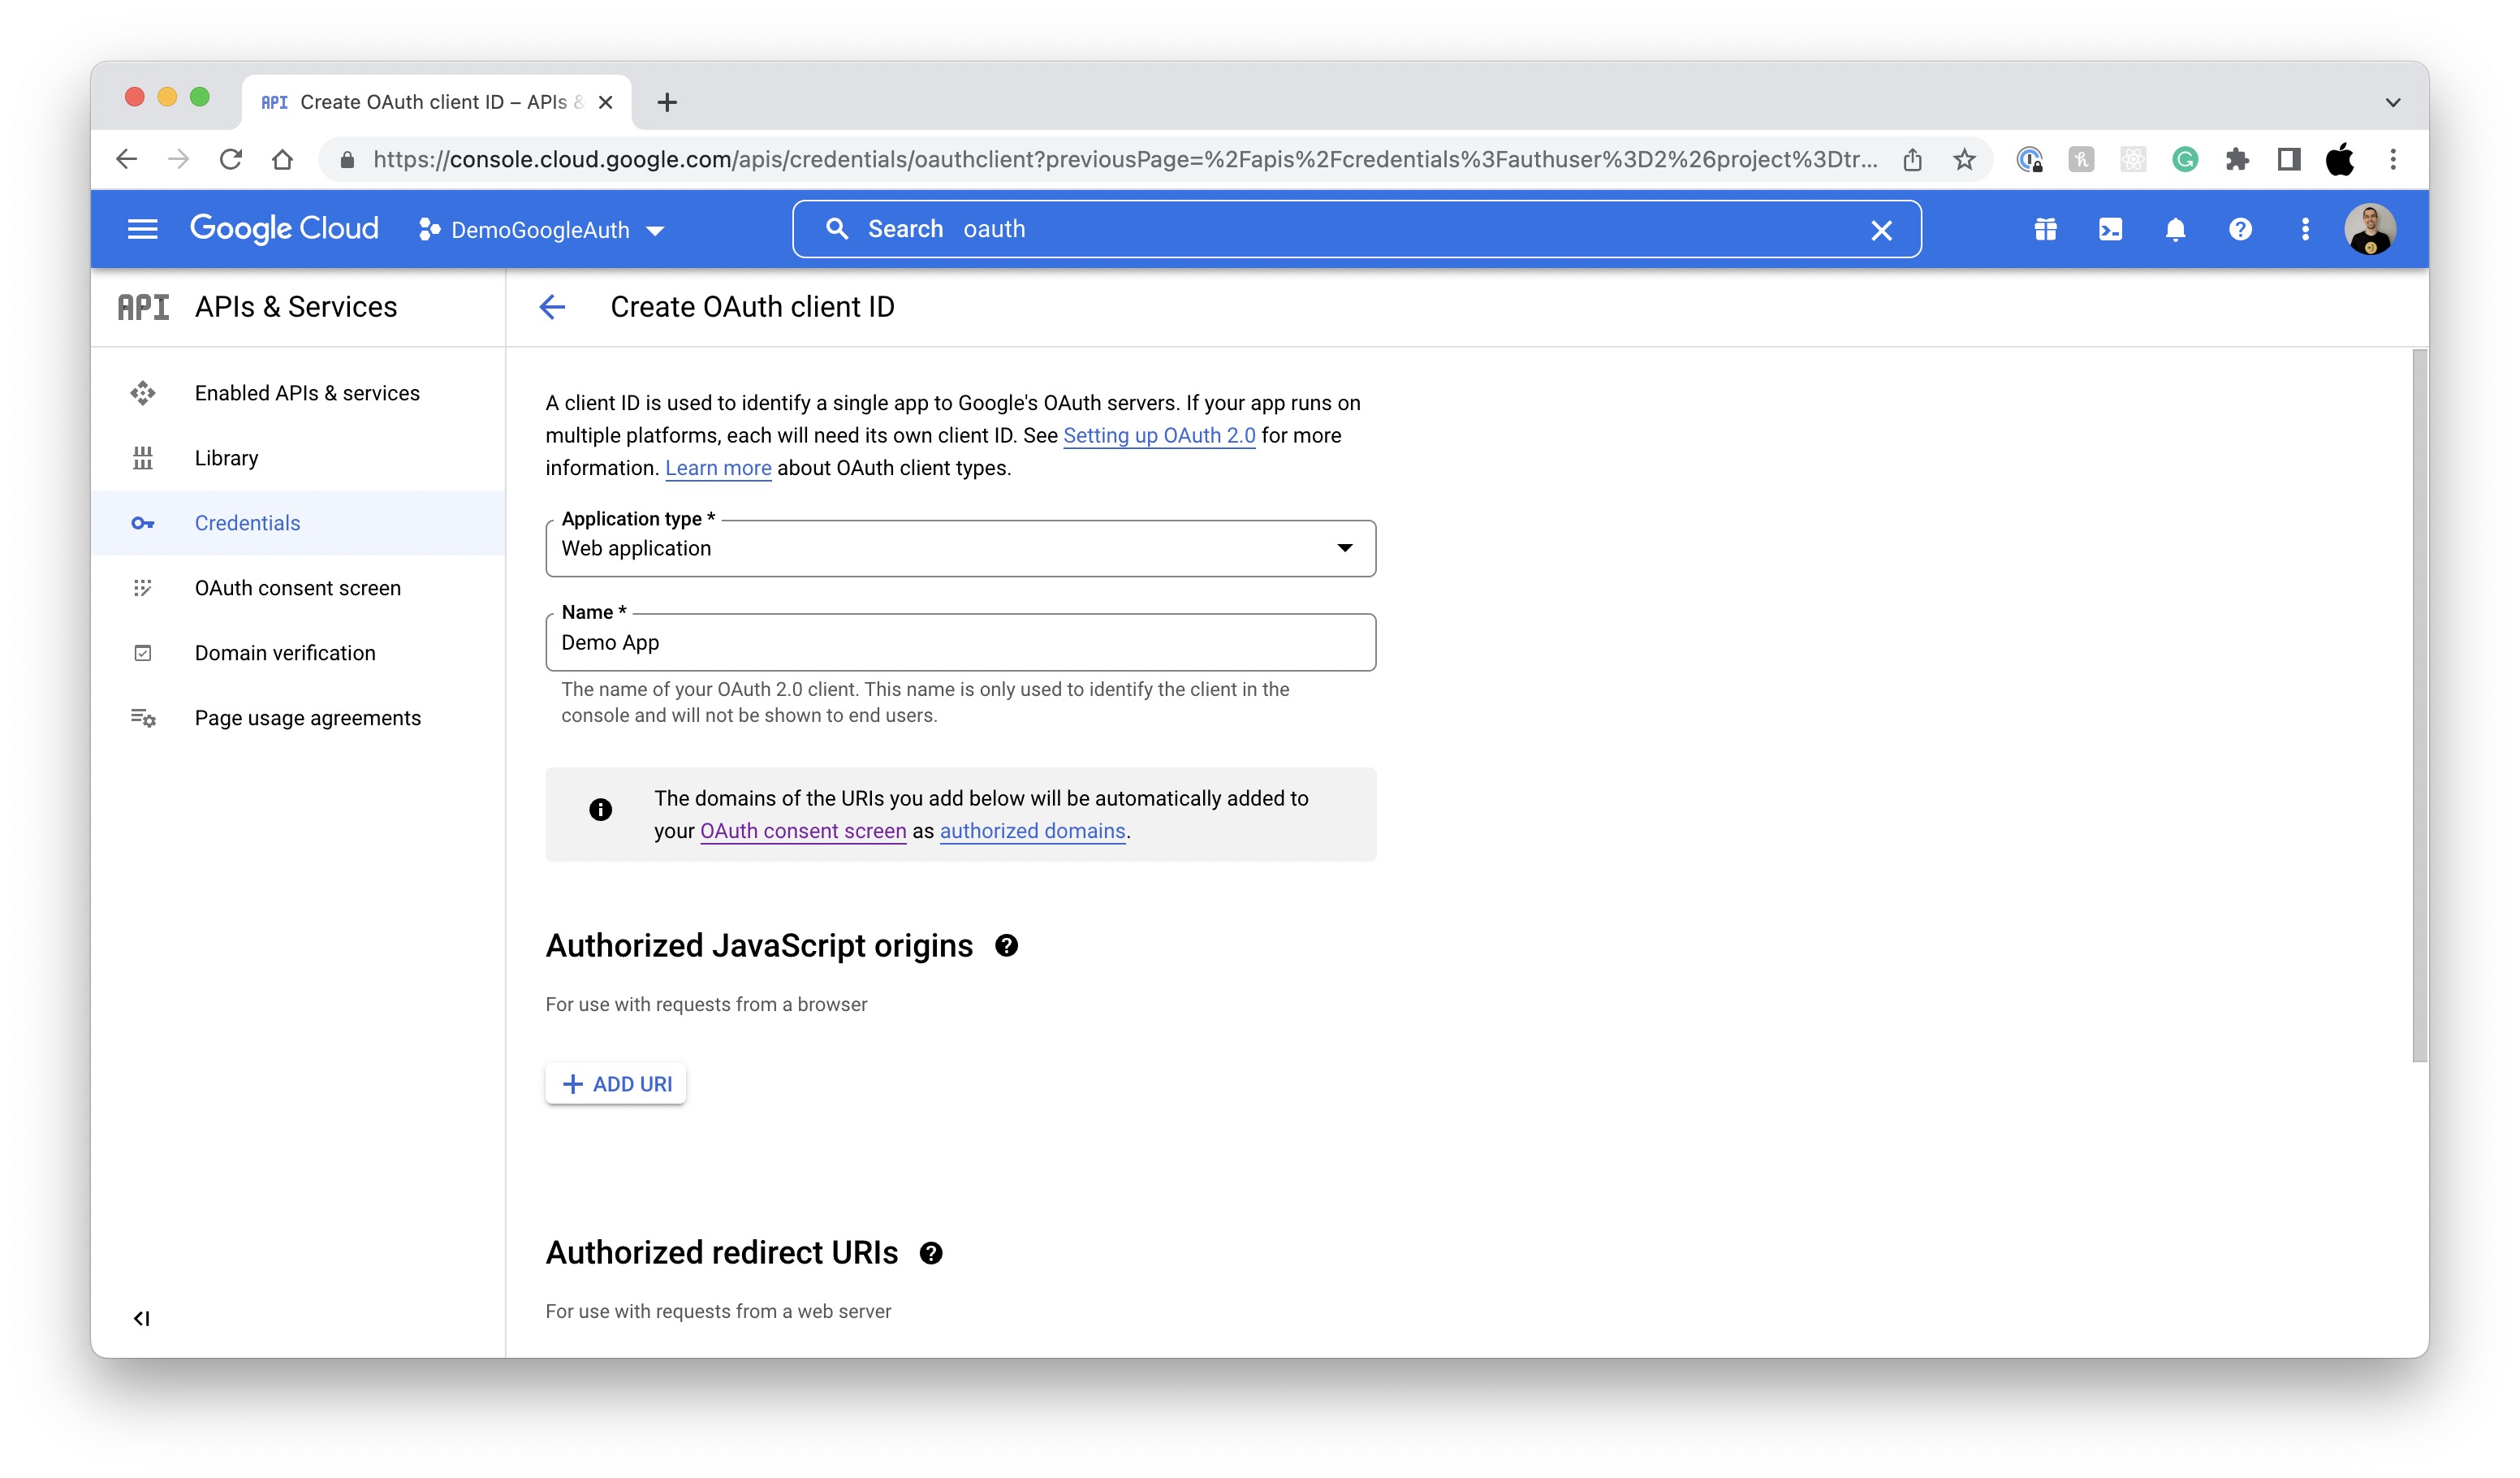 API Create OAuth client ID – APIs &
https://console.cloud.google.com/apis/credentials/oauthclient?previousPage=%2Fapis%2Fcredentials%3Fauthuser%3D2%26project%3Dtr...
Google Cloud DemoGoogleAuth Search oauth
API APIs & Services
Create OAuth client ID
Enabled APIs & services
Library
Credentials
OAuth consent screen
Domain verification
Page usage agreements
A client ID is used to identify a single app to Google's OAuth servers. If your app runs on
multiple platforms, each will need its own client ID. See Setting up OAuth 2.0 for more
information. Learn more about OAuth client types.
Application type *
Web application
Name *
Demo App
The name of your OAuth 2.0 client. This name is only used to identify the client in the
console and will not be shown to end users.
The domains of the URIs you add below will be automatically added to
your OAuth consent screen as authorized domains.
Authorized JavaScript origins
For use with requests from a browser
ADD URI
Authorized redirect URIs
For use with requests from a web server